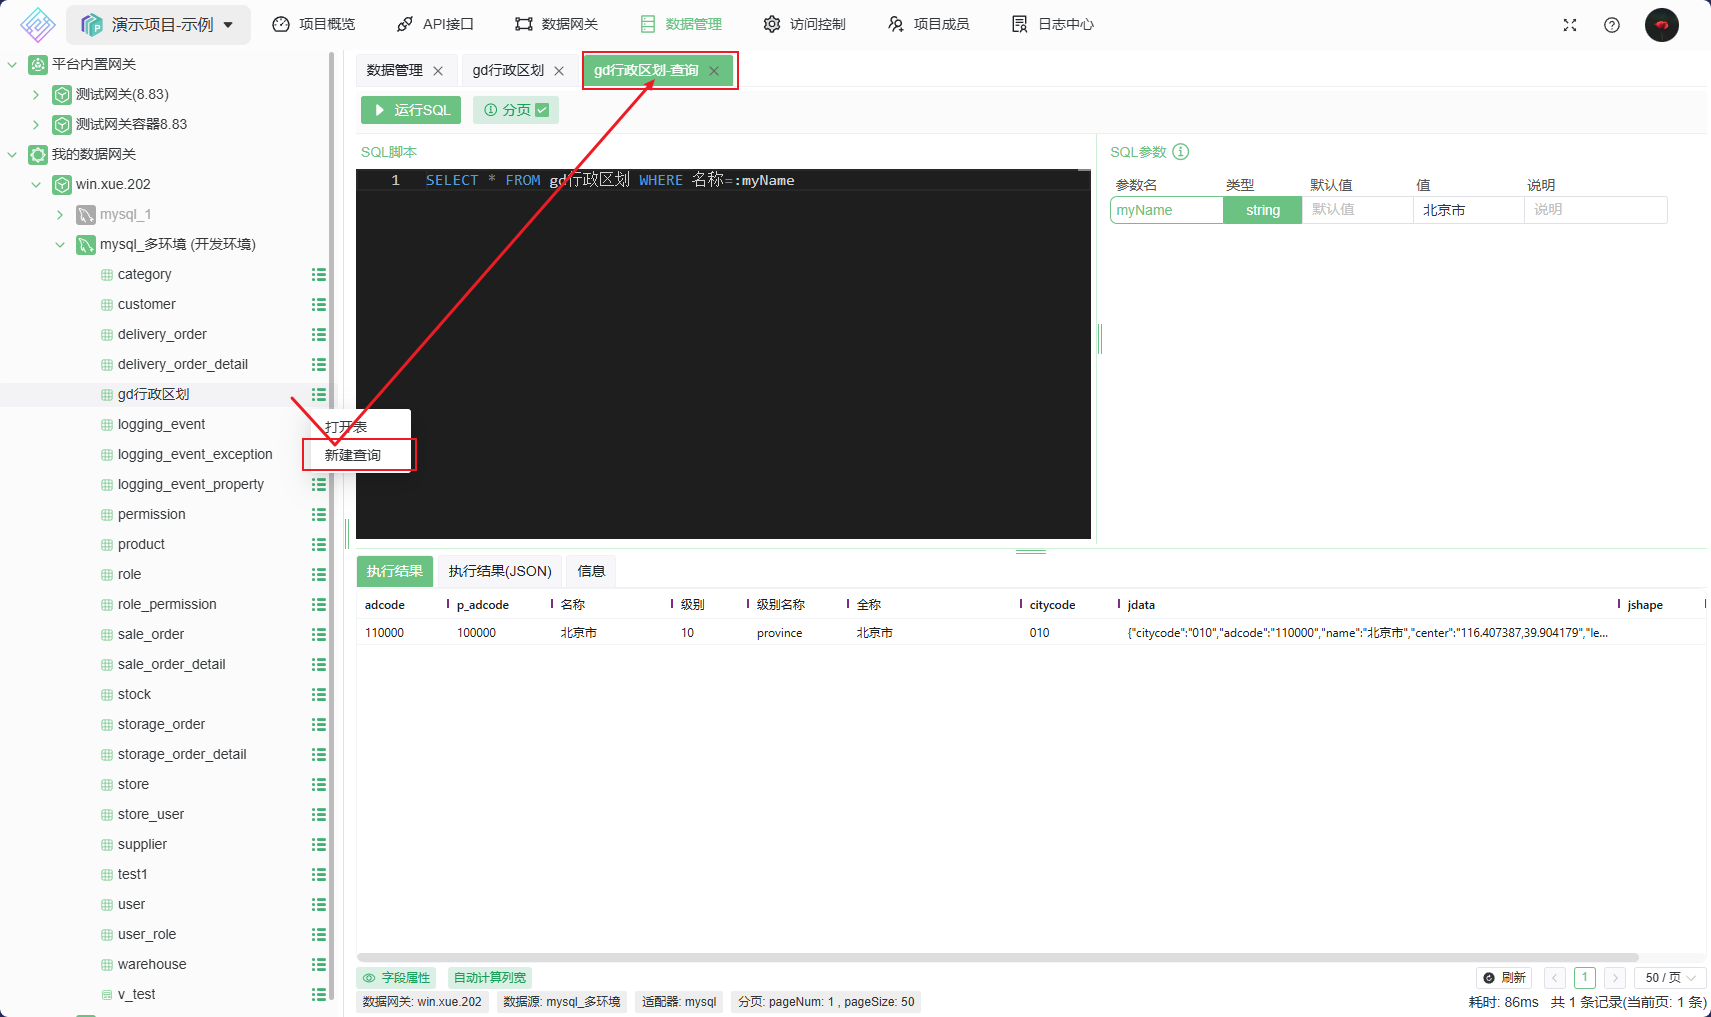 演示项目-示例
项目概览
API接口
数据网关
数据管理
访问控制
项目成员
日志中心
平台内置网关
测试网关(8.83)
测试网关容器8.83
我的数据网关
win.xue.202
mysql_1
mysql_多环境 (开发环境)
category
customer
delivery_order
delivery_order_detail
gd行政区划
logging_event
logging_event_exception
logging_event_property
permission
product
role
role_permission
sale_order
sale_order_detail
stock
storage_order
storage_order_detail
store
store_user
supplier
test1
user
user_role
warehouse
v_test
打开表
新建查询
数据管理
gd行政区划
gd行政区划-查询
运行SQL
分页
SQL脚本
1 SELECT * FROM gd行政区划 WHERE 名称=:myName
SQL参数
参数名 类型 默认值 值 说明
myName string 默认值 北京市 说明
执行结果 执行结果(JSON) 信息
adcode p_adcode 名称 级别 级别名称 全称 citycode jdata jshape
110000 100000 北京市 10 province 北京市 010 {"citycode":"010","adcode":"110000","name":"北京市","center":"116.407387,39.904179","le...
字段属性 自动计算列宽
刷新 1 50 / 页
数据网关: win.xue.202 数据源: mysql_多环境 适配器: mysql 分页: pageNum: 1 , pageSize: 50
耗时: 86ms 共 1 条记录(当前页: 1 条)